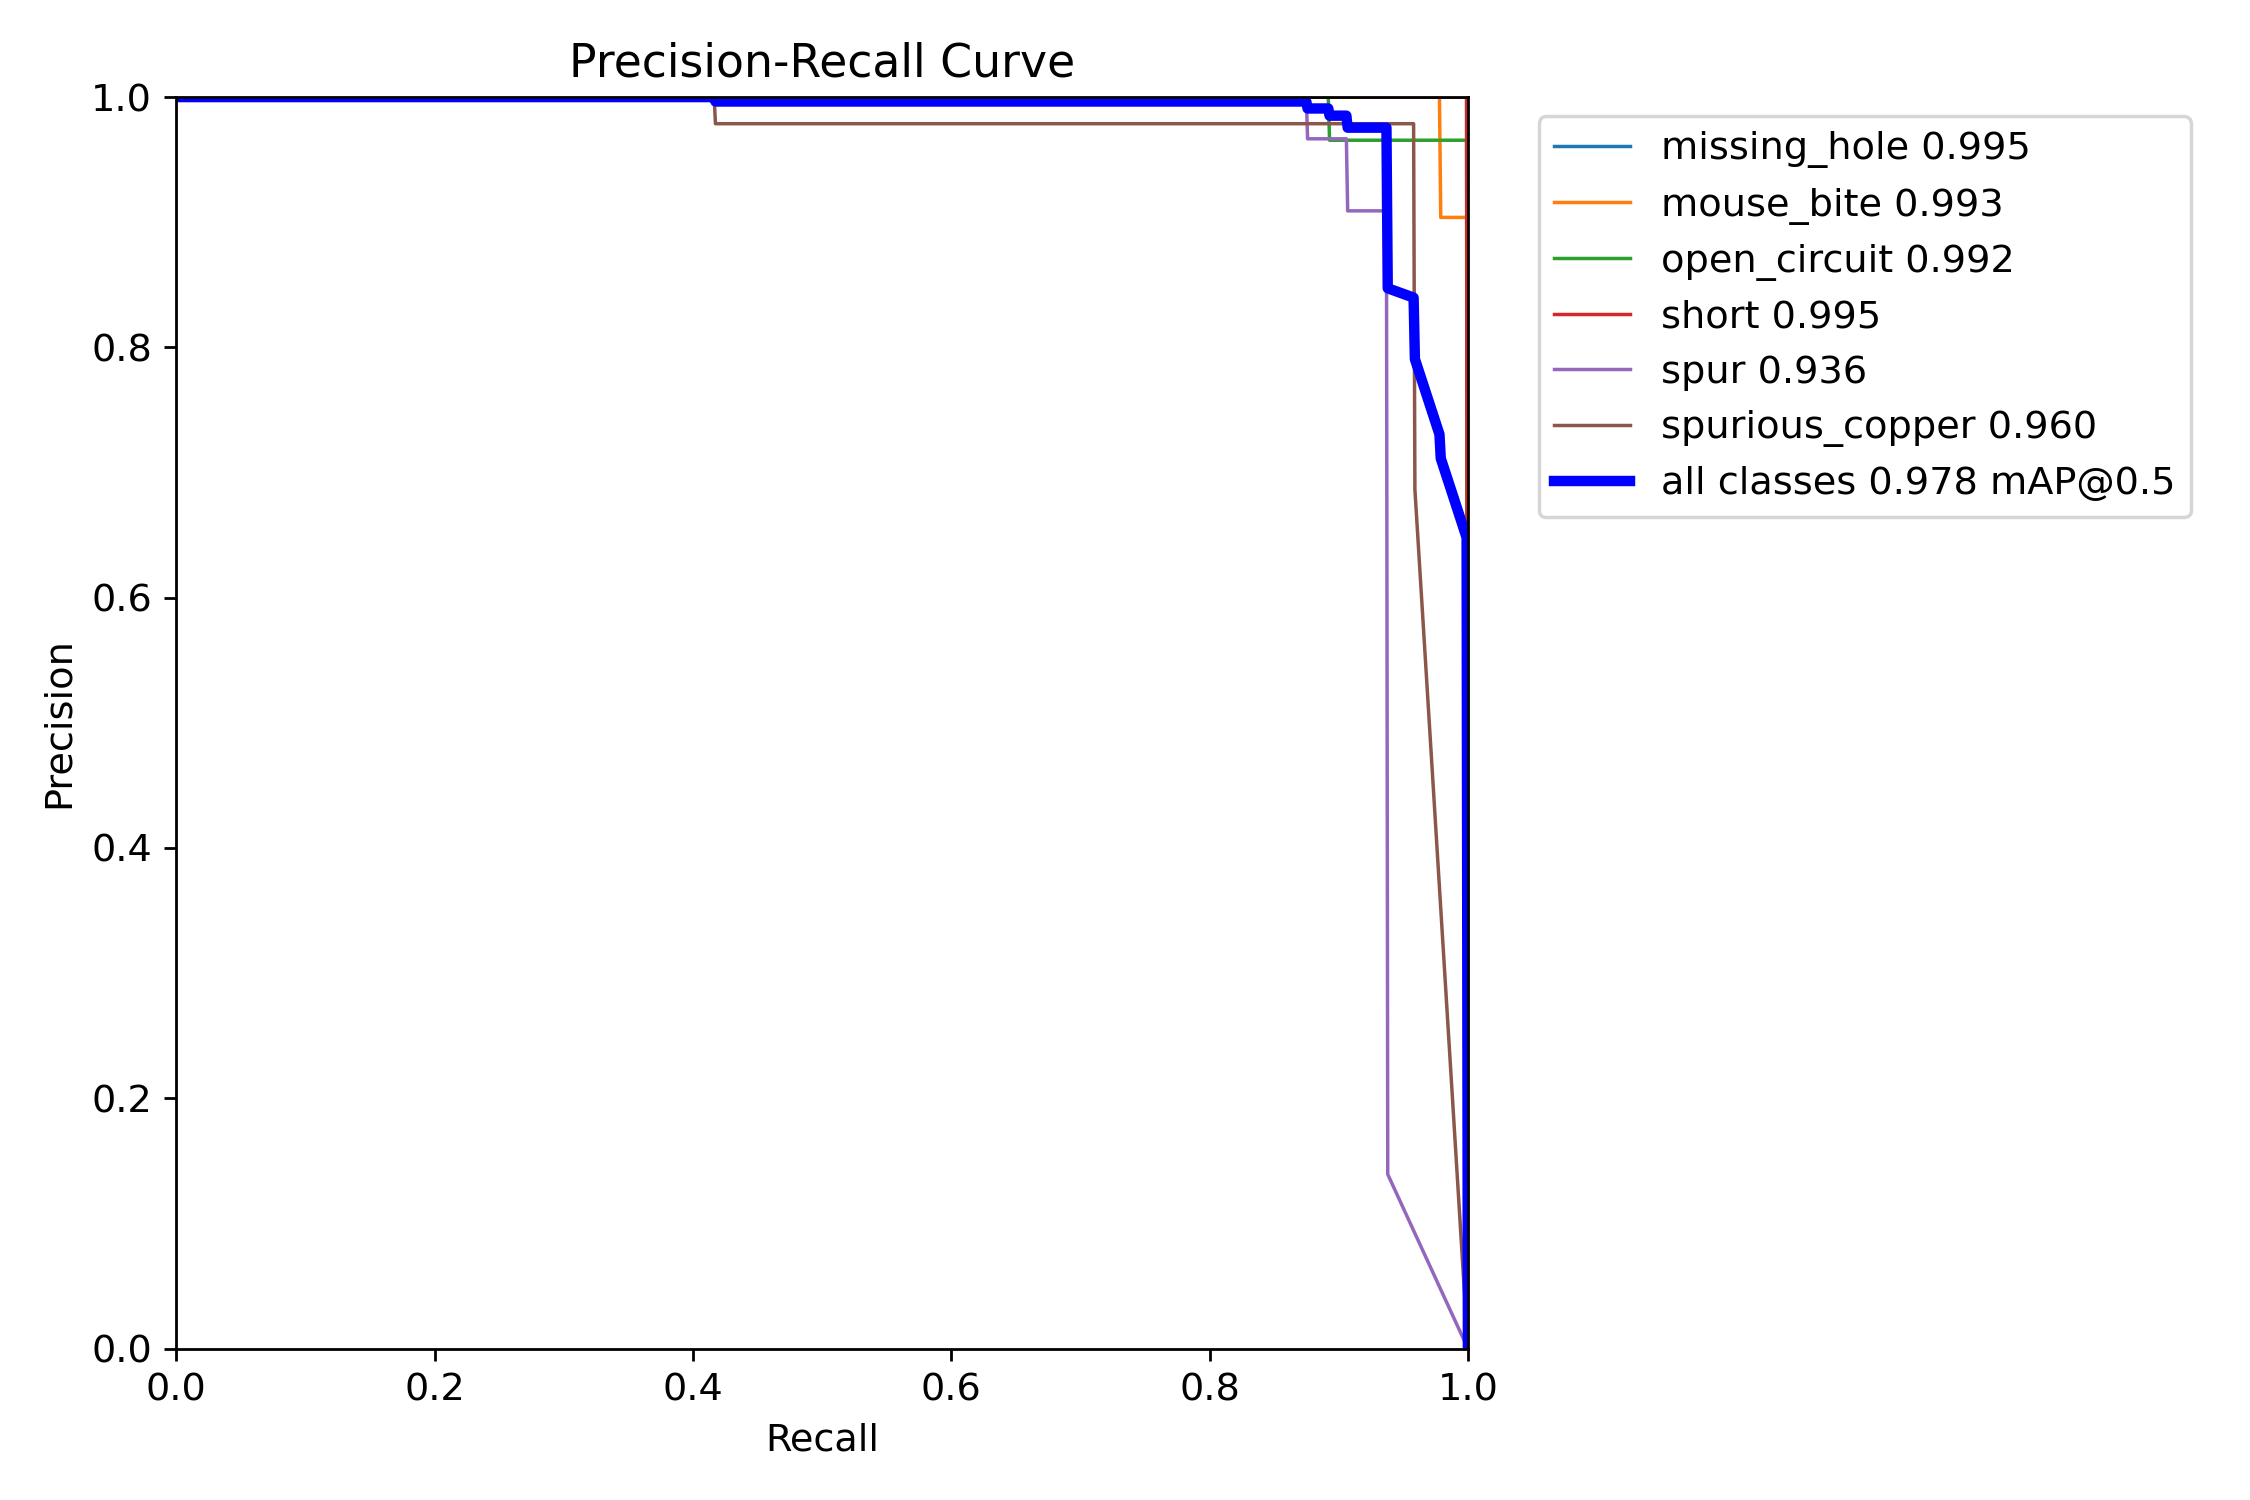 Precision-Recall Curve
1.0
0.8
0.6
0.4
0.2
0.0
Precision
0.0 0.2 0.4 0.6 0.8 1.0
Recall
missing_hole 0.995
mouse_bite 0.993
open_circuit 0.992
short 0.995
spur 0.936
spurious_copper 0.960
all classes 0.978 mAP@0.5